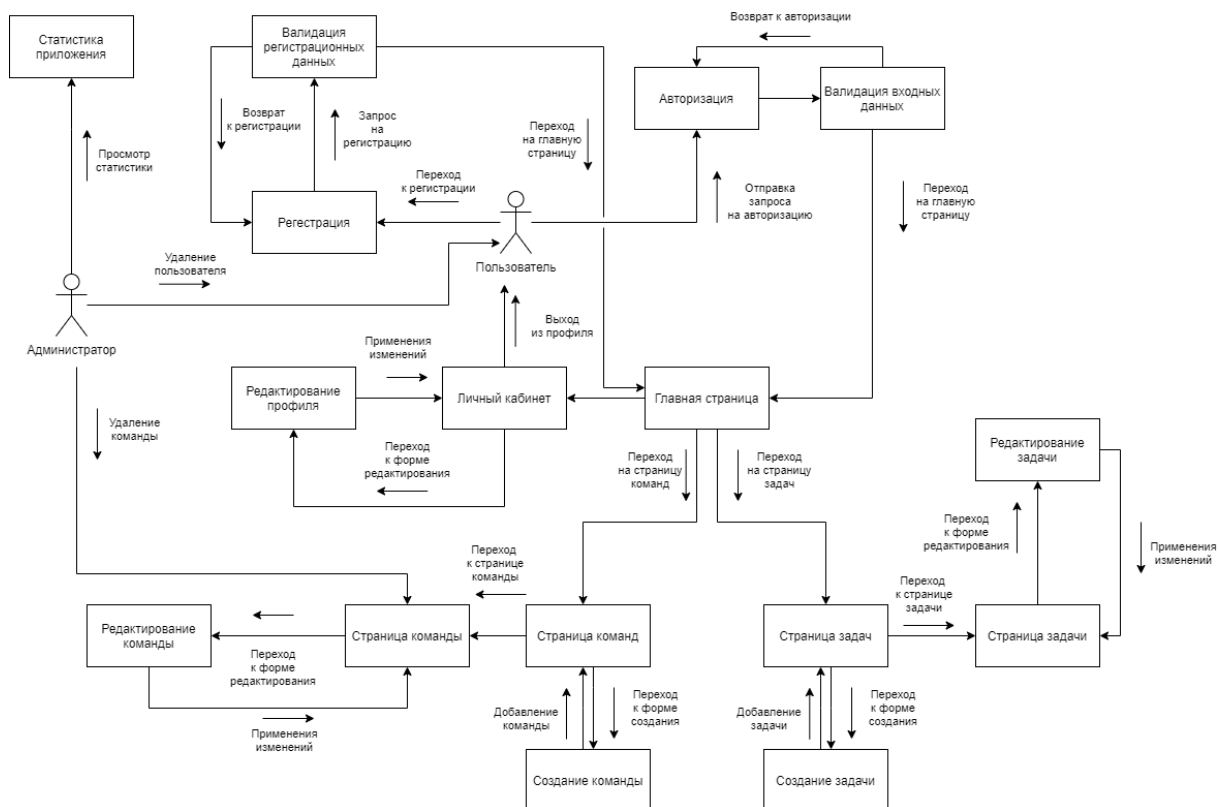 Возврат к авторизации
Статистика
приложения
Валидация
регистрационных
данных
Авторизация
Валидация входных
данных
Возврат
к регистрации
Запрос
на
регистрацию
Переход
на главную
страницу
Просмотр
статистики
Переход
к регистрации
Отправка
запроса
на авторизацию
Переход
на главную
страницу
Регестрация
Удаление
пользователя
Пользователь
Администратор
Выход
из профиля
Применения
изменений
Редактирование
профиля
Личный кабинет
Главная страница
Удаление
команды
Переход
к форме
редактирования
Переход
на страницу
команд
Переход
на страницу
задач
Редактирование
задачи
Переход
к форме
редактирования
Применения
изменений
Переход
к странице
команды
Переход
к странице
задачи
Редактирование
команды
Страница команды
Страница команд
Страница задач
Страница задачи
Переход
к форме
редактирования
Применения
изменений
Добавление
команды
Переход
к форме
создания
Добавление
задачи
Переход
к форме
создания
Создание команды
Создание задачи